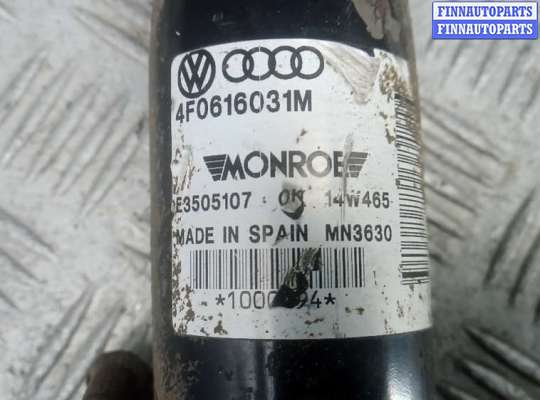 FINNAUTOPARTS
FINNAUTOPARTS
4F0616031M
MONROE
E3505107 OK 14W465
MADE IN SPAIN MN3630